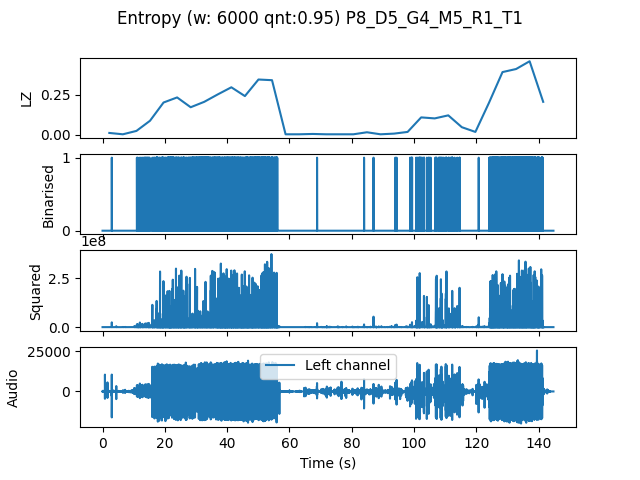 Entropy (w: 6000 qnt:0.95) P8_D5_G4_M5_R1_T1
LZ
0.25
0.00
Binarised
1
0
1e8
Squared
2.5
0.0
Audio
25000
0
Left channel
0 20 40 60 80 100 120 140
Time (s)